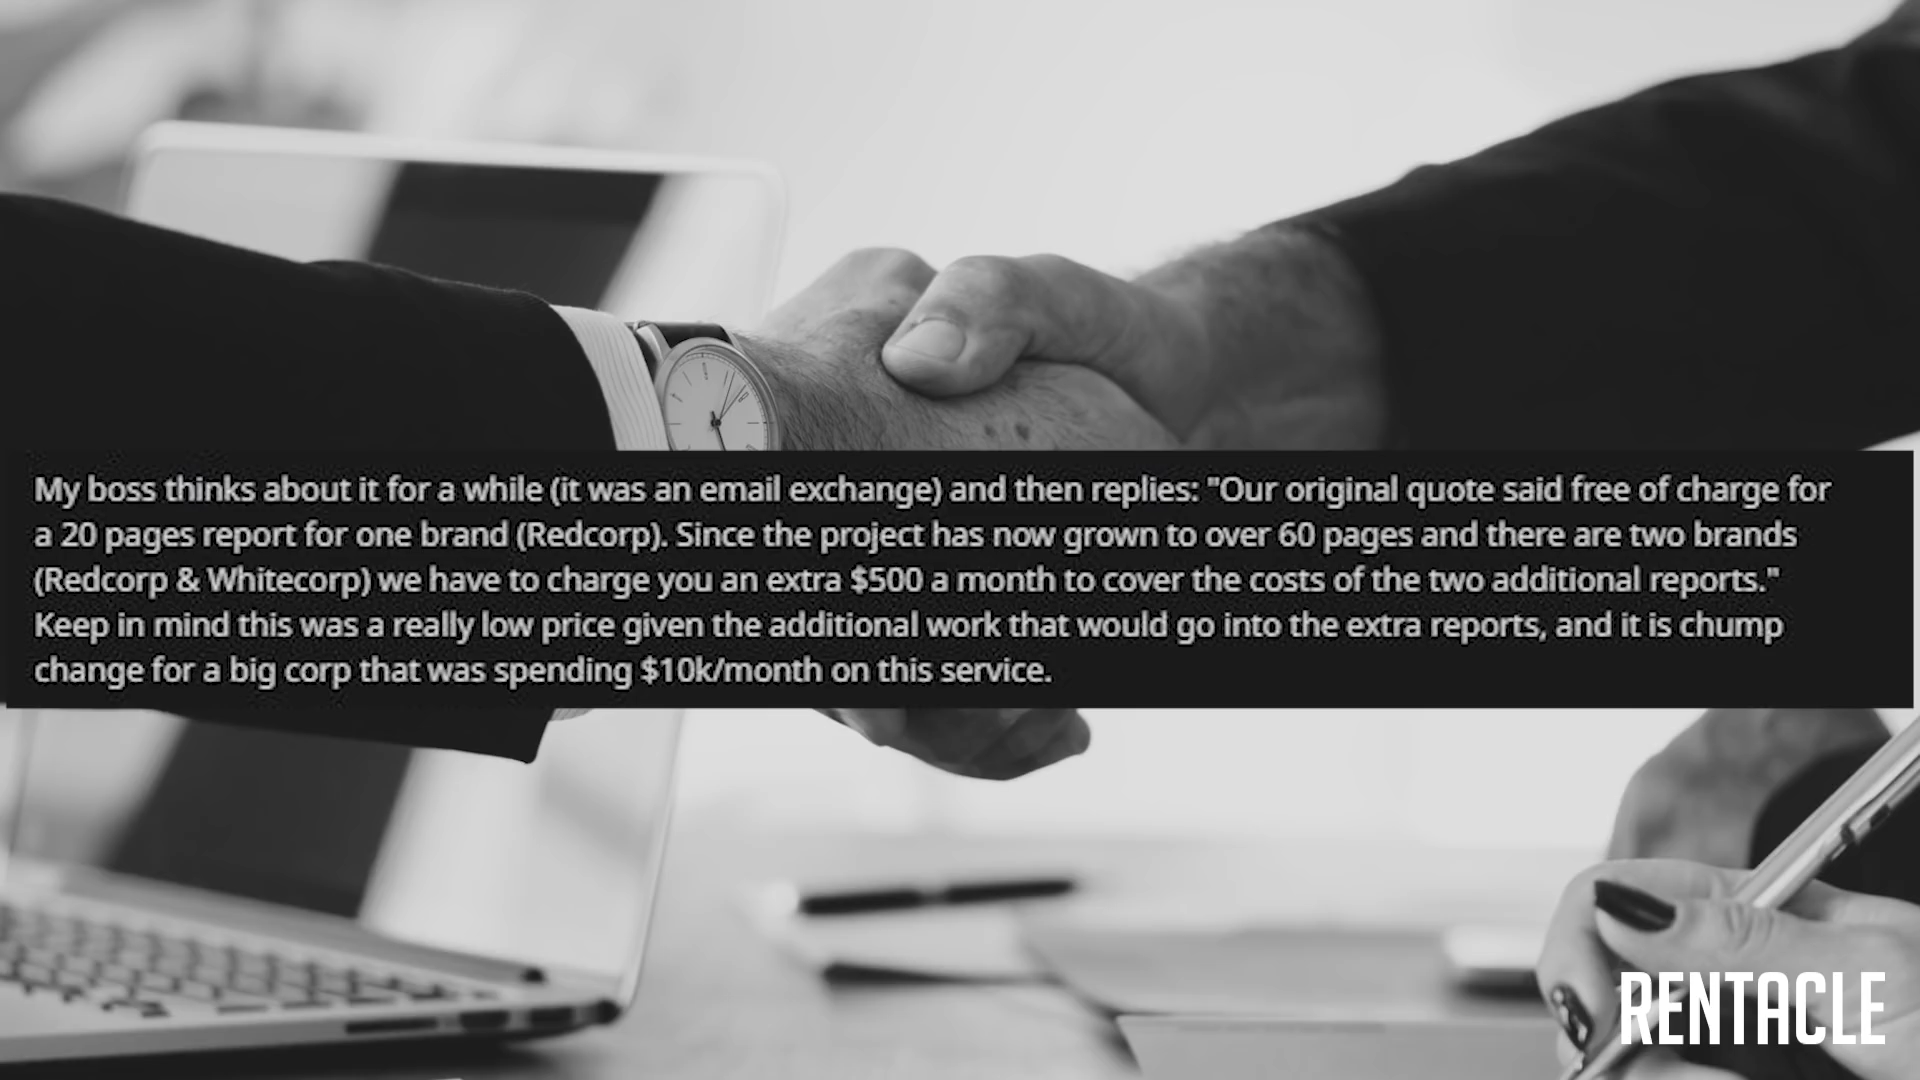 My boss thinks about it for a while (it was an email exchange) and then replies: "Our original quote said free of charge for
a 20 pages report for one brand (Redcorp). Since the project has now grown to over 60 pages and there are two brands
(Redcorp & Whitecorp) we have to charge you an extra $500 a month to cover the costs of the two additional reports."
Keep in mind this was a really low price given the additional work that would go into the extra reports, and it is chump
change for a big corp that was spending $10k/month on this service.
RENTACLE